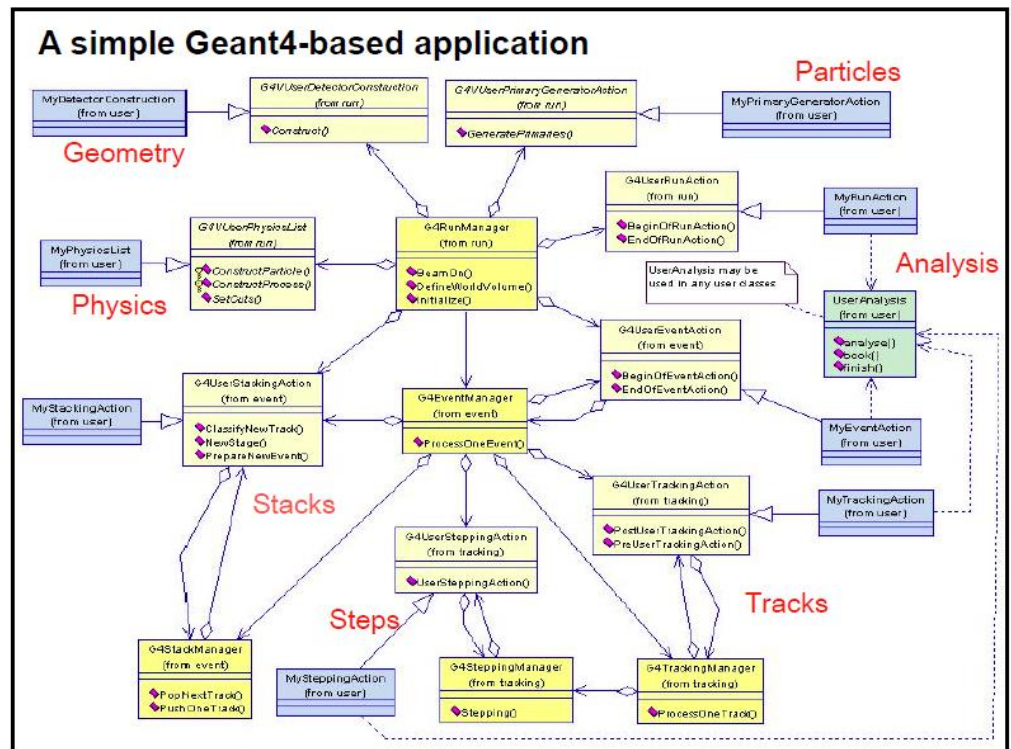 A simple Geant4-based application
Particles
MyDetectorConstruction
(from user)
G4VUserDetectorConstruction
(from run)
Construct()
G4VUserPrimaryGeneratorAction
(from run)
GeneratePrimaries()
MyPrimaryGeneratorAction
(from user)
Geometry
G4UserRunAction
(from run)
BeginOfRunAction()
EndOfRunAction()
MyRunAction
(from user)
G4VUserPhysicsList
(from run)
ConstructParticle()
ConstructProcess()
SetCuts()
G4RunManager
(from run)
BeamOn()
DefineWorldVolume()
Initialize()
MyPhysicsList
(from user)
Physics
Analysis
UserAnalysis may be
used in any user classes
UserAnalysis
(from user)
analyse()
book()
finish()
G4UserEventAction
(from event)
BeginOfEventAction()
EndOfEventAction()
G4UserStackingAction
(from event)
ClassifyNewTrack()
NewStage()
PrepareNewEvent()
G4EventManager
(from event)
ProcessOneEvent()
MyStackingAction
(from user)
MyEventAction
(from user)
Stacks
G4UserTrackingAction
(from tracking)
PostUserTrackingAction()
PreUserTrackingAction()
MyTrackingAction
(from user)
G4UserSteppingAction
(from tracking)
UserSteppingAction()
Steps
Tracks
G4StackManager
(from event)
PopNextTrack()
PushOneTrack()
MySteppingAction
(from user)
G4SteppingManager
(from tracking)
Stepping()
G4TrackingManager
(from tracking)
ProcessOneTrack()